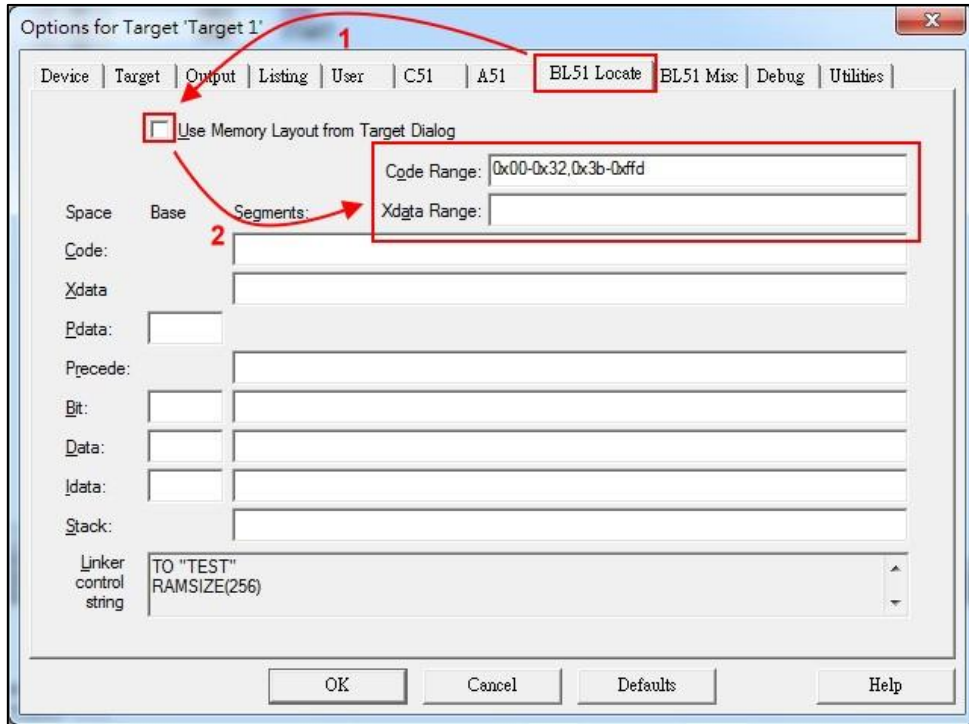 Options for Target 'Target 1'
1
Device | Target | Output | Listing | User | C51 | A51 | BL51 Locate | BL51 Misc | Debug | Utilities |
Use Memory Layout from Target Dialog
Code Range: 0x00-0x32,0x3b-0xffd
Space Base Segments: Xdata Range:
2
Code:
Xdata
Pdata:
Precede:
Bit:
Data:
Idata:
Stack:
Linker control string
TO "TEST"
RAMSIZE(256)
OK Cancel Defaults Help